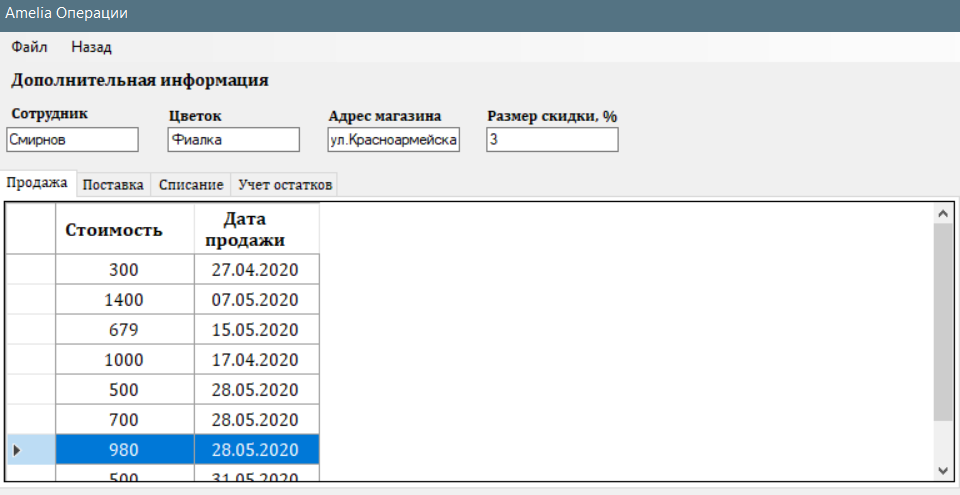 Amelia Операции
Файл Назад
Дополнительная информация
Сотрудник Цветок Адрес магазина Размер скидки, %
Смирнов Фиалка ул.Красноармейска 3
Продажа Поставка Списание Учет остатков
Стоимость Дата продажи
300 27.04.2020
1400 07.05.2020
679 15.05.2020
1000 17.04.2020
500 28.05.2020
700 28.05.2020
980 28.05.2020
500 31.05.2020